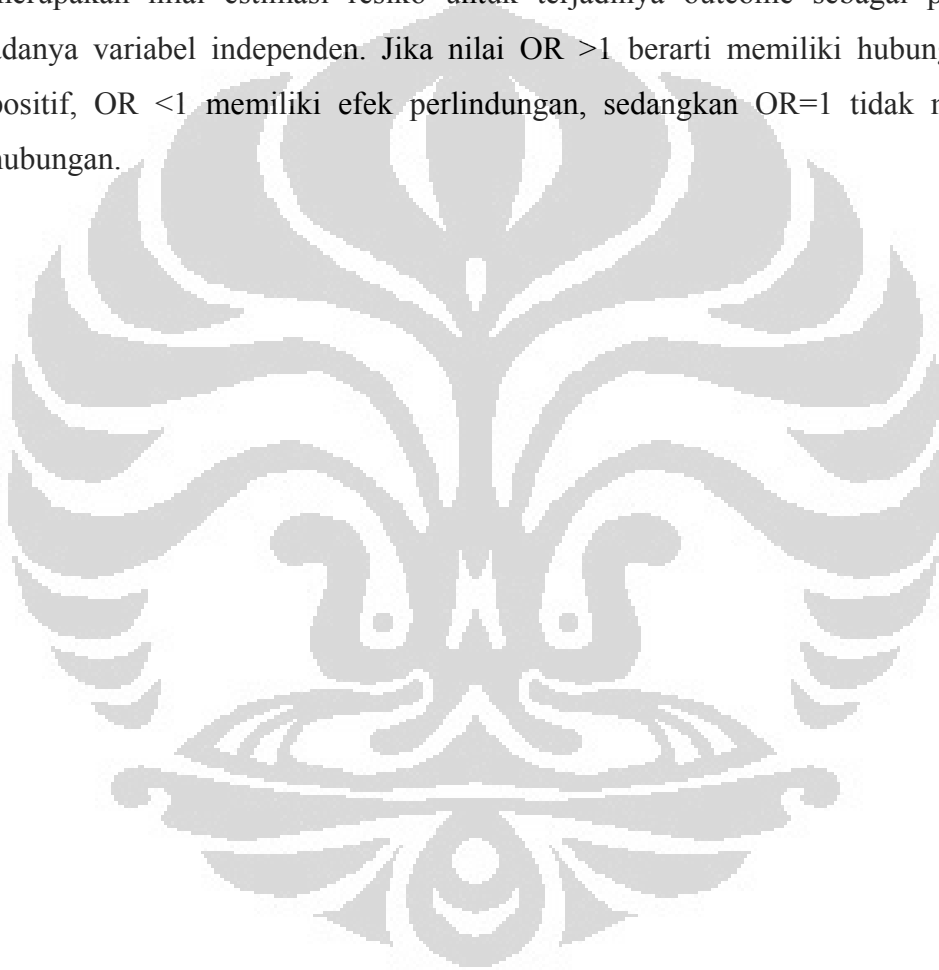 merupakan nilai estimasi resiko untuk terjadinya outcome sebagai
adanya variabel independen. Jika nilai OR >1 berarti memiliki
positif, OR <1 memiliki efek perlindungan, sedangkan OR=1 tidak
hubungan.